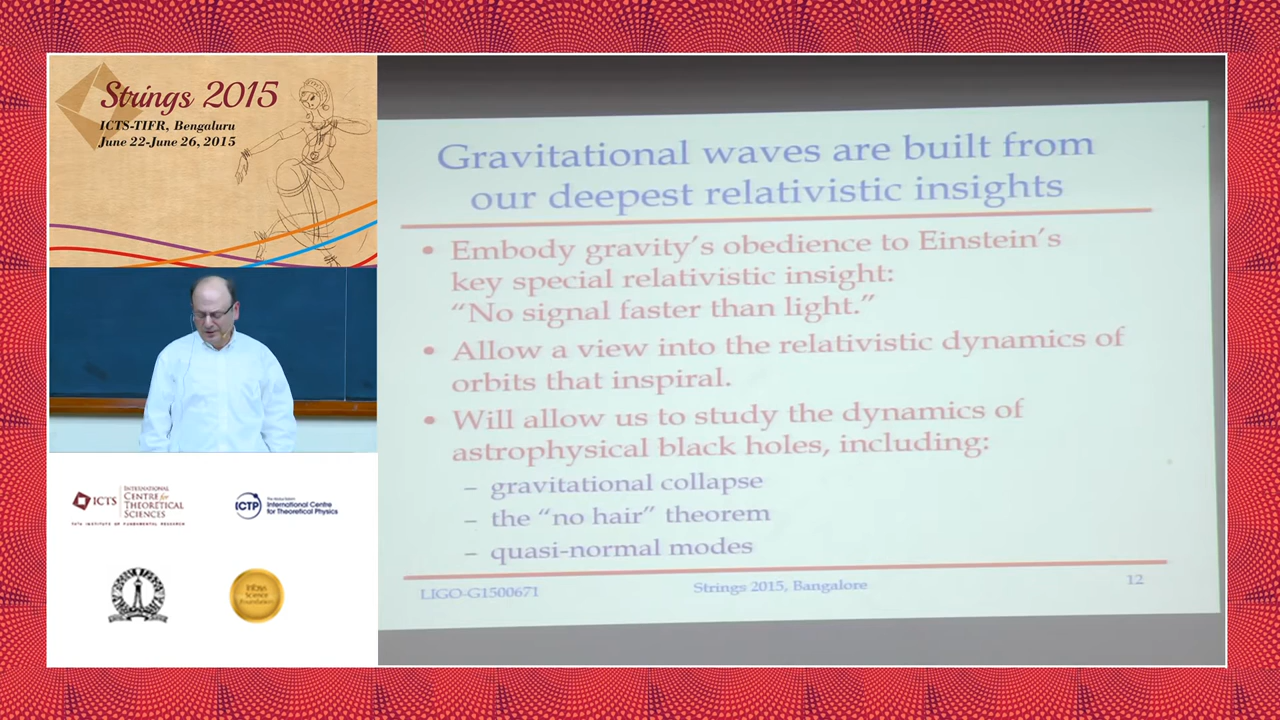 Strings 2015
ICTS-TIFR, Bengaluru
June 22-June 26, 2015
Gravitational waves are built from
our deepest relativistic insights
• Embody gravity's obedience to Einstein's
key special relativistic insight:
“No signal faster than light.”
• Allow a view into the relativistic dynamics of
orbits that inspiral.
• Will allow us to study the dynamics of
astrophysical black holes, including:
– gravitational collapse
– the “no hair” theorem
– quasi-normal modes
LIGO-G1500671
Strings 2015, Bangalore
12
ICTS
INTERNATIONAL
CENTRE for
THEORETICAL
SCIENCES
TATA INSTITUTE OF FUNDAMENTAL RESEARCH
ICTP
The Abdus Salam
International Centre
for Theoretical Physics
Infosys
Science
Foundation